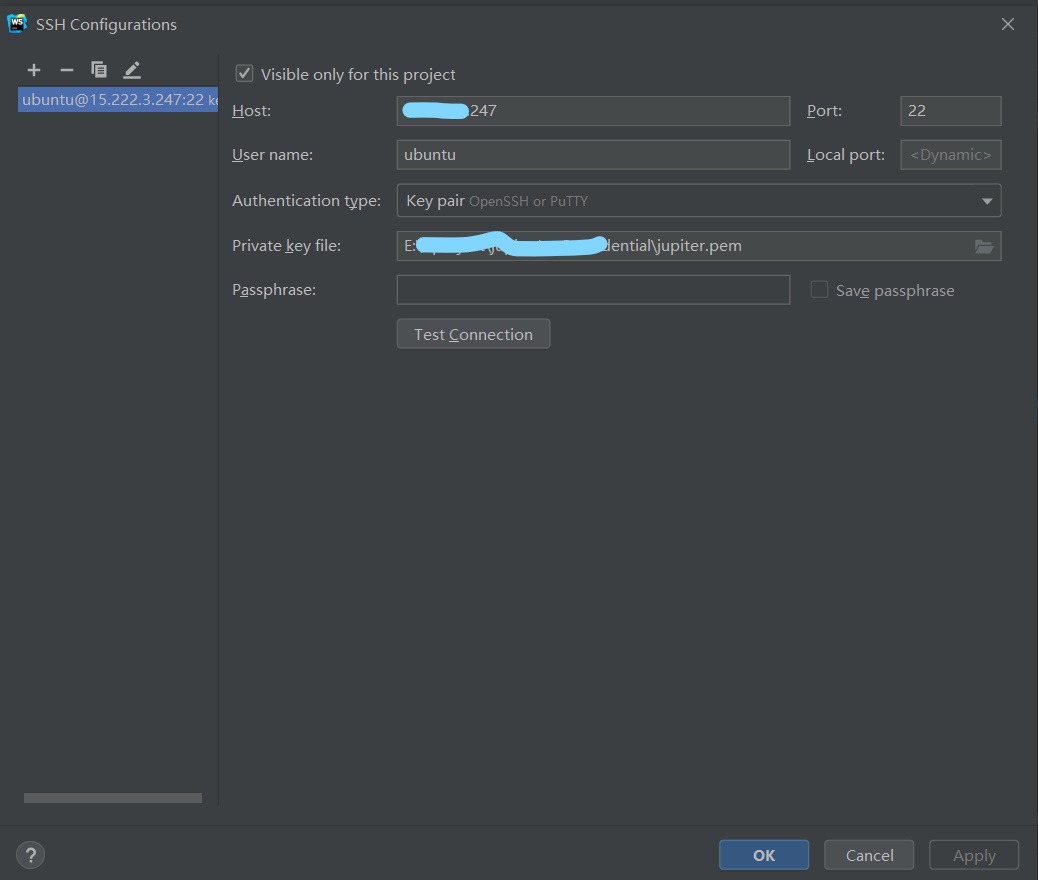 WS SSH Configurations
ubuntu@15.222.3.247:22 ke
Visible only for this project
Host: 247 Port: 22
User name: ubuntu Local port: <Dynamic>
Authentication type: Key pair OpenSSH or PuTTY
Private key file: E: dential\jupiter.pem
Passphrase: Save passphrase
Test Connection
? OK Cancel Apply